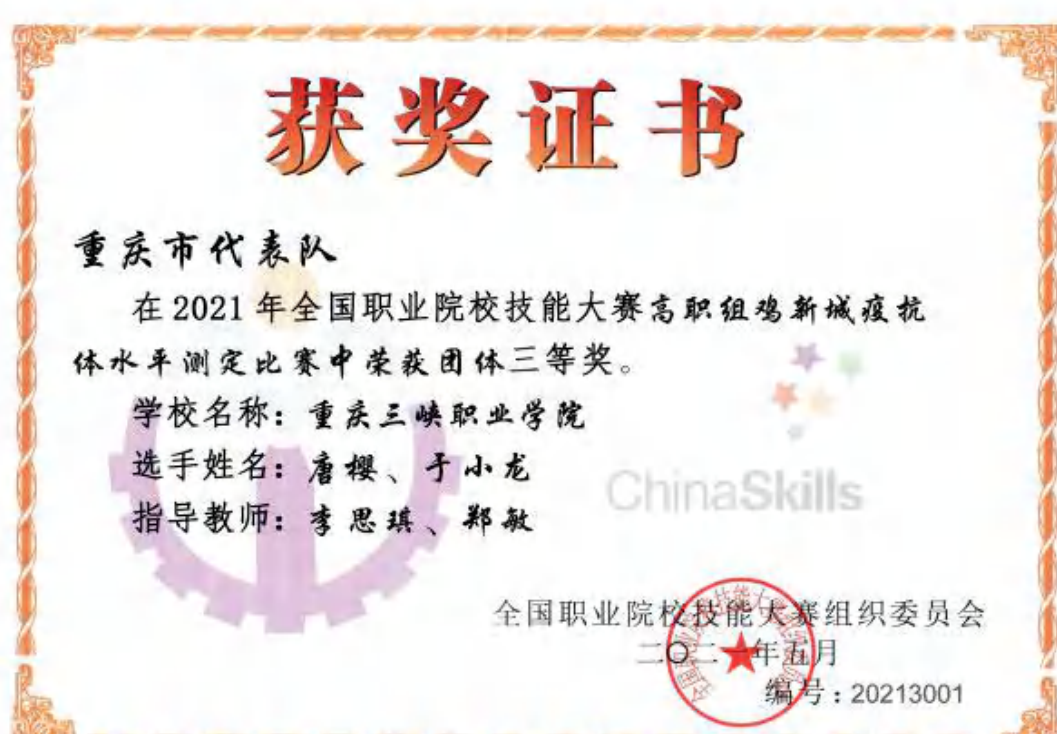 获奖证书
重庆市代表队
在2021年全国职业院校技能大赛高职组鸡新城疫抗
体水平测定比赛中荣获团体三等奖。
学校名称：重庆三峡职业学院
选手姓名：唐樱、于小龙
指导教师：李思琪、郑敏
ChinaSkills
全国职业院校技能大赛组织委员会
二〇二一年五月
编号：20213001